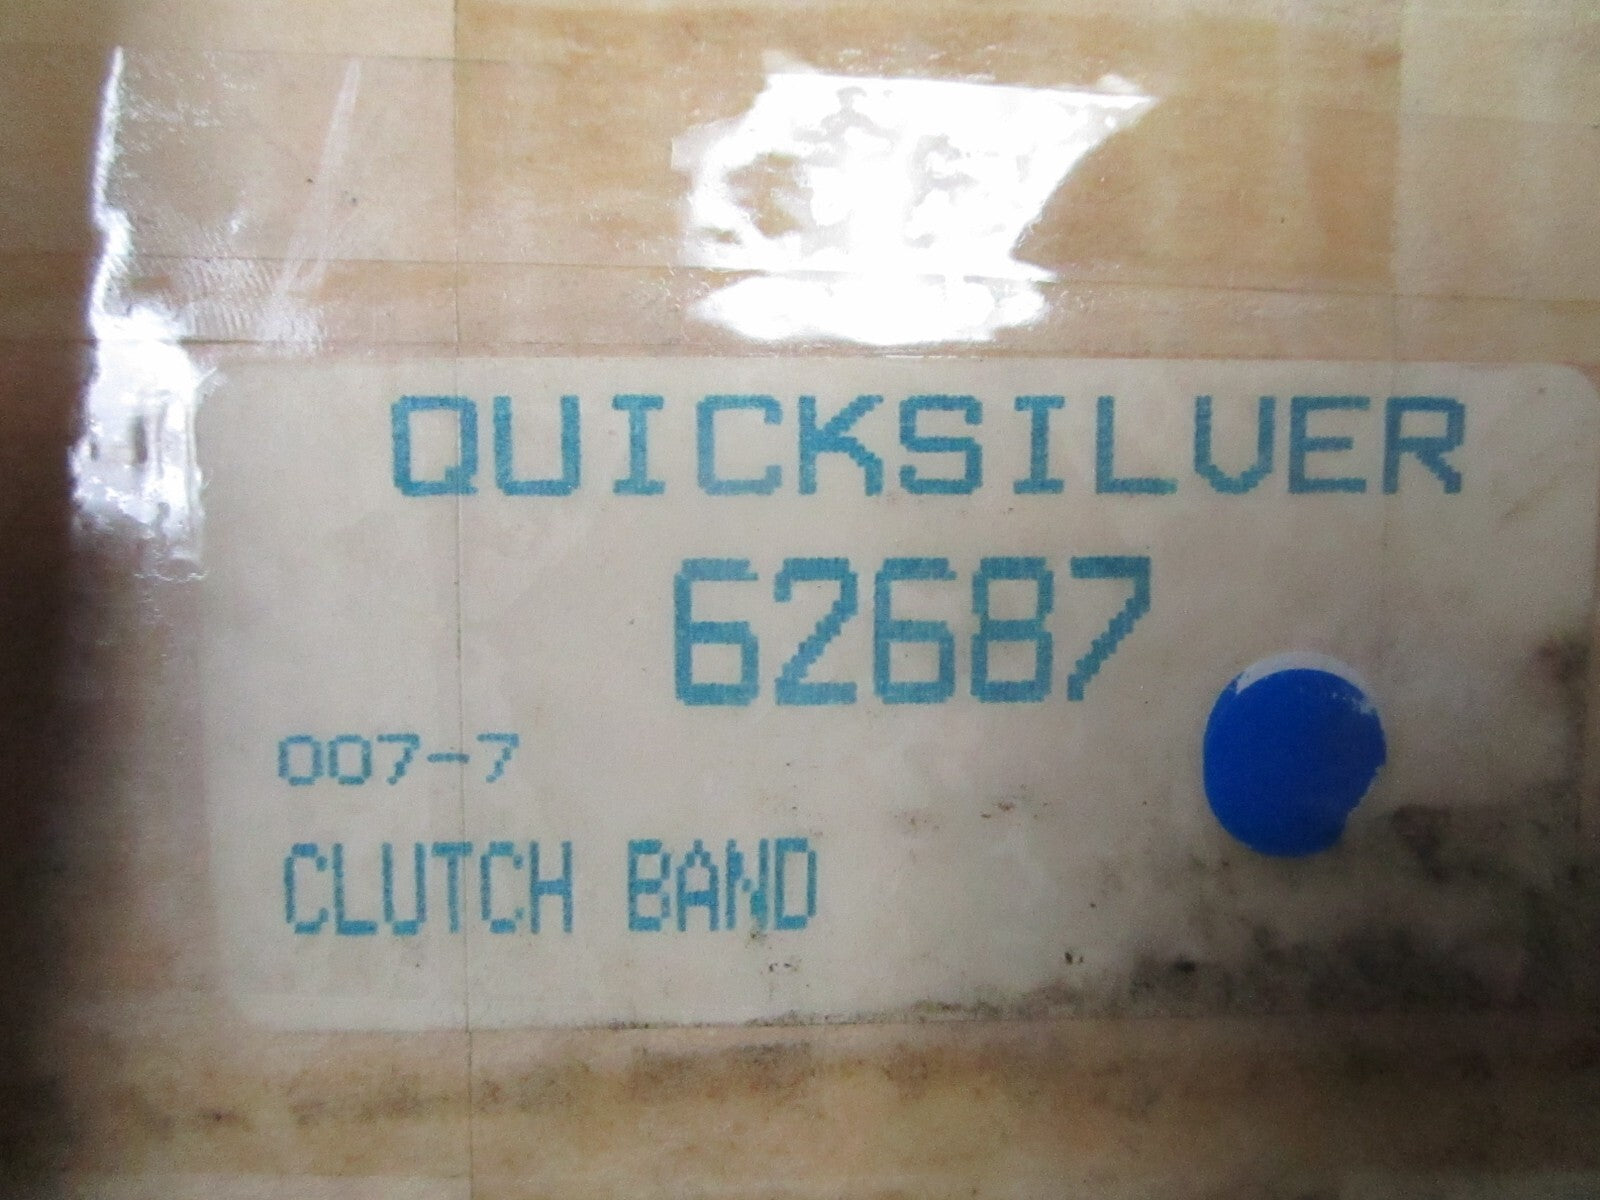 QUICKSILVER
62687
007-7
CLUTCH BAND